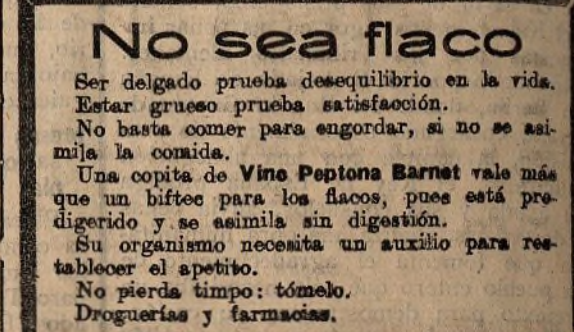 No sea flaco
Ser delgado prueba desequilibrio en la vida.
Estar grueso prueba satisfacción.
No basta comer para engordar, si no se asi-
mila la comida.
Una copita de Vino Peptona Barnet vale más
que un biftec para los flacos, pues está pre-
digerido y se asimila sin digestión.
Su organismo necesita un auxilio para res-
tablecer el apetito.
No pierda timpo: tómelo.
Droguerías y farmacias.